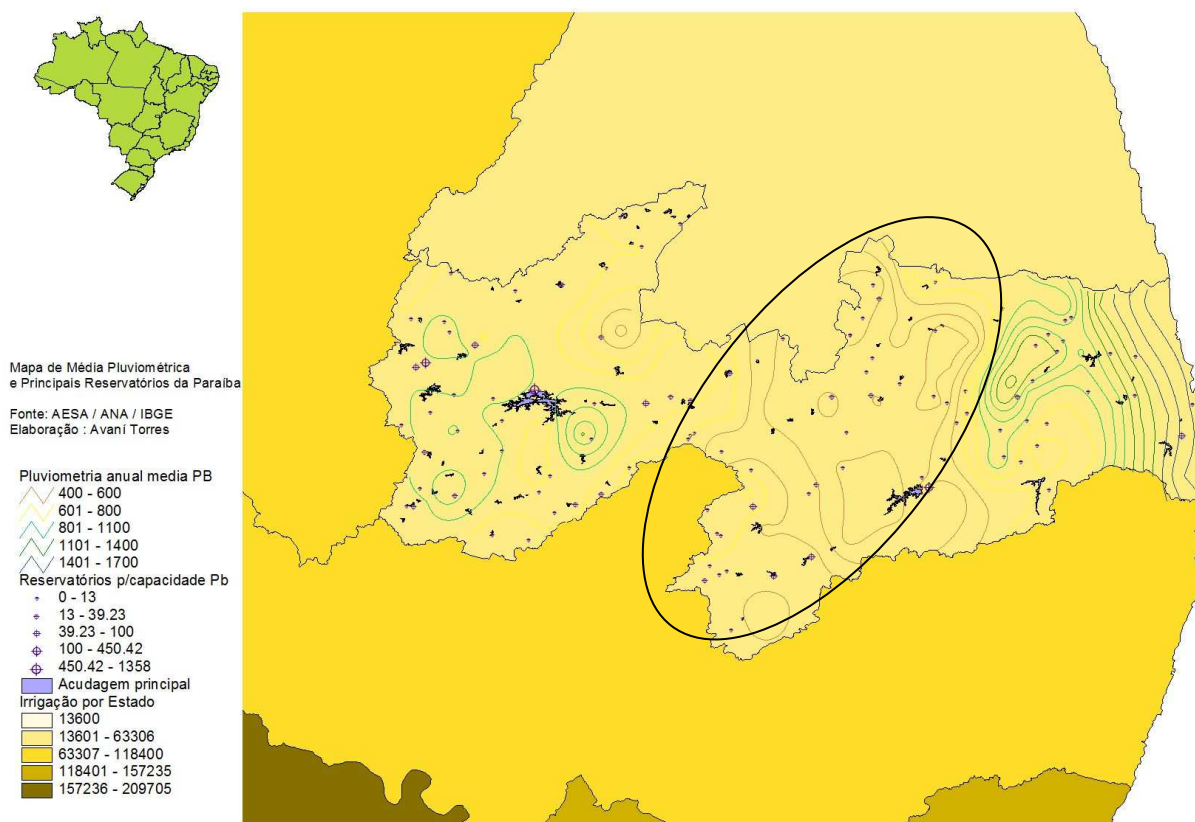 Mapa de Média Pluviométrica
e Principais Reservatórios da Paraíba
Fonte: AESA / ANA / IBGE
Elaboração : Avaní Torres
Pluviometria anual media PB
400 - 600
601 - 800
801 - 1100
1101 - 1400
1401 - 1700
Reservatórios p/capacidade Pb
0 - 13
13 - 39.23
39.23 - 100
100 - 450.42
450.42 - 1358
Acudagem principal
Irrigação por Estado
13600
13601 - 63306
63307 - 118400
118401 - 157235
157236 - 209705